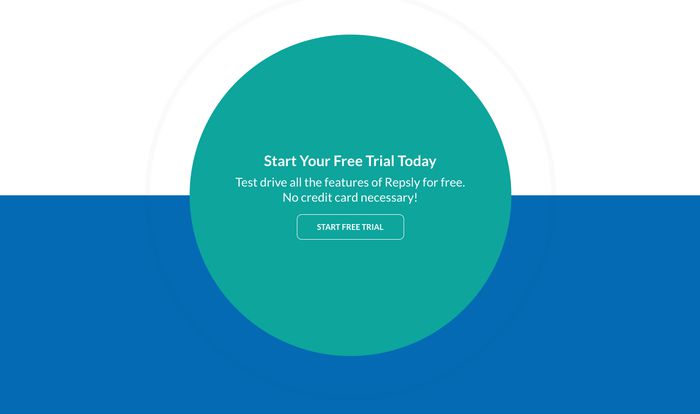 Start Your Free Trial Today
Test drive all the features of Repsly for free.
No credit card necessary!
START FREE TRIAL